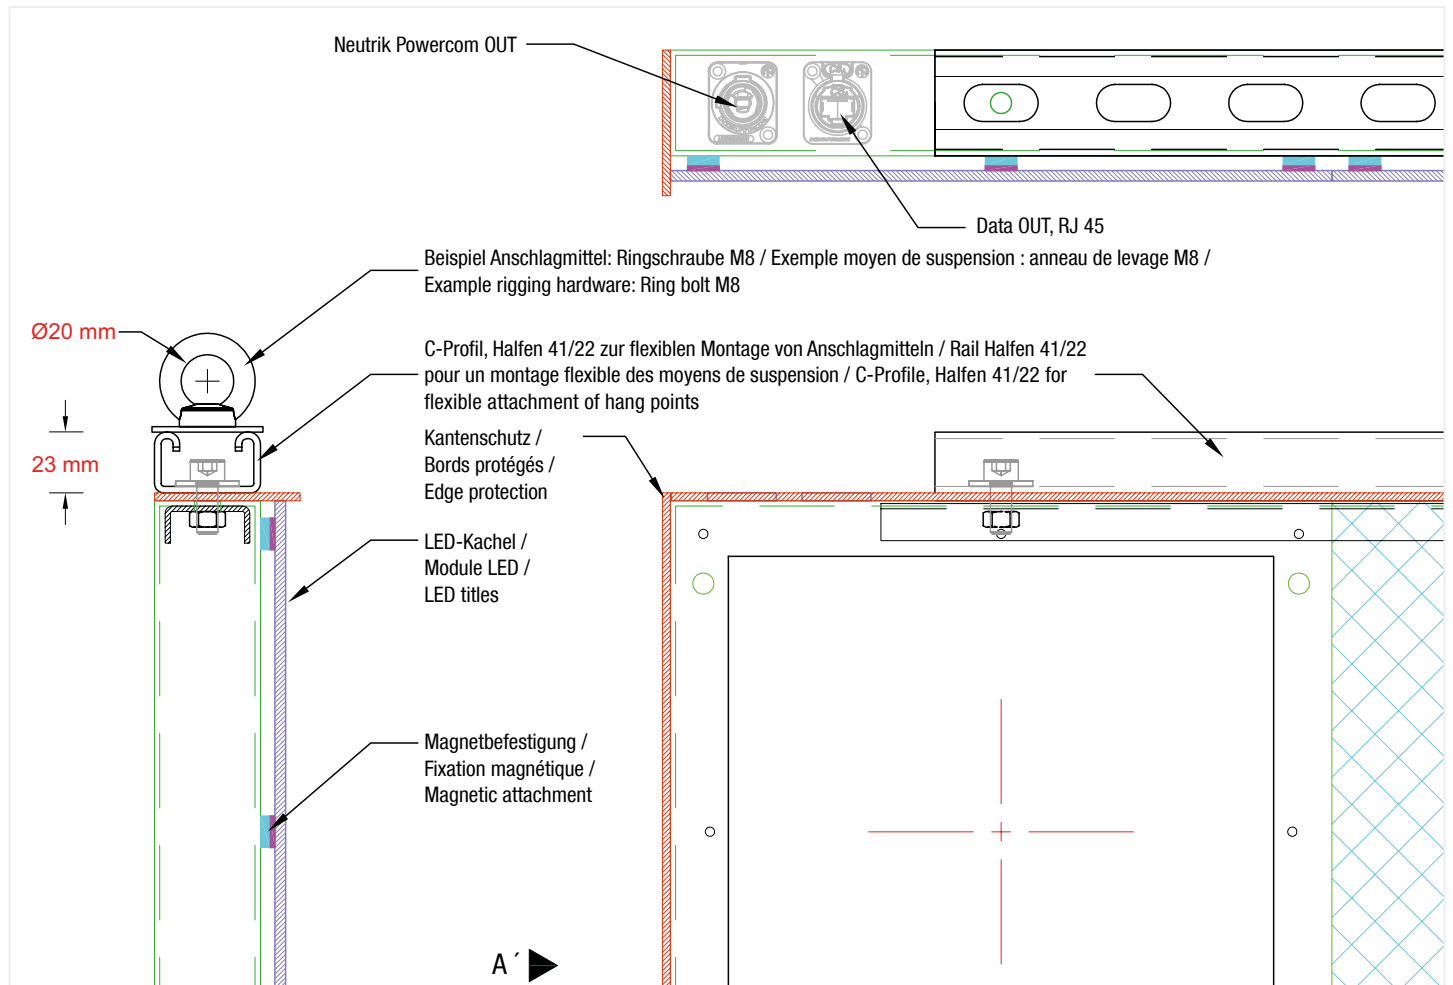 Neutrik Powercom OUT
Data OUT, RJ 45
Beispiel Anschlagmittel: Ringschraube M8 / Exemple moyen de suspension : anneau de levage M8 /
Example rigging hardware: Ring bolt M8
Ø20 mm
C-Profil, Halfen 41/22 zur flexiblen Montage von Anschlagmitteln / Rail Halfen 41/22
pour un montage flexible des moyens de suspension / C-Profile, Halfen 41/22 for
flexible attachment of hang points
23 mm
Kantenschutz /
Bords protégés /
Edge protection
LED-Kachel /
Module LED /
LED titles
Magnetbefestigung /
Fixation magnétique /
Magnetic attachment
A ´